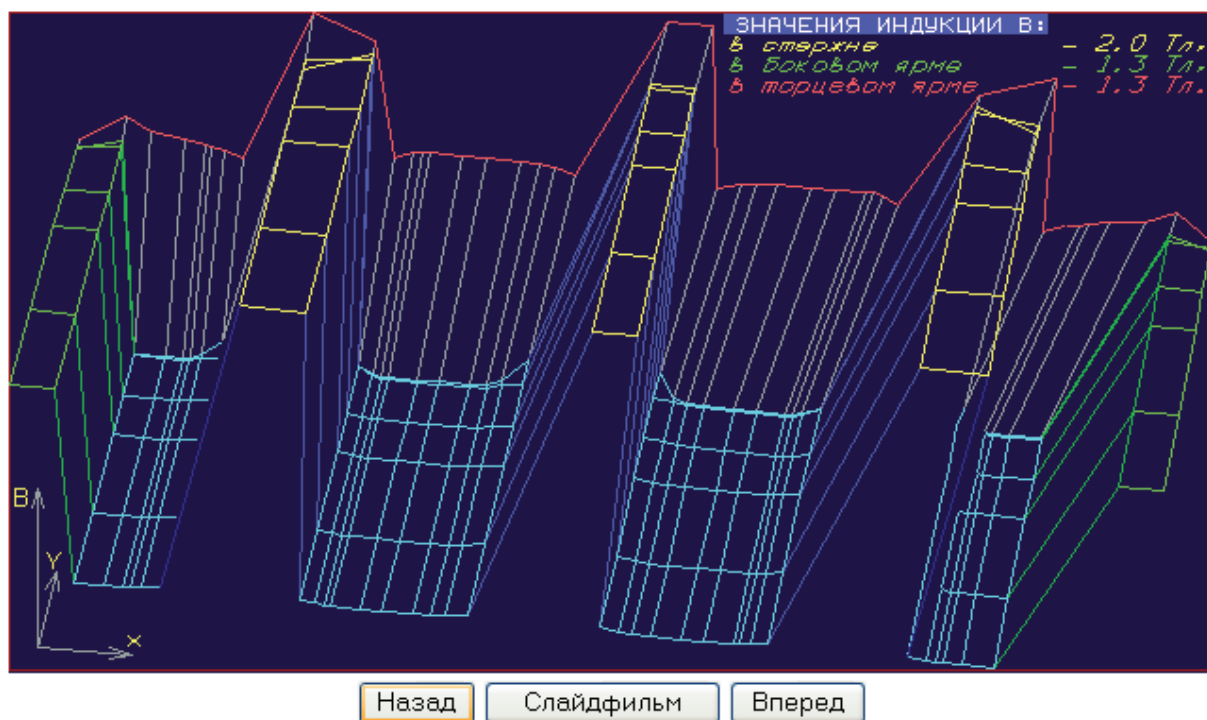 ЗНАЧЕНИЯ ИНДУКЦИИ В:
в стержне – 2.0 Тл.
в боковом ярме – 1.3 Тл.
в торцевом ярме – 1.3 Тл.
B
Y
X
Назад Слайдфильм Вперед